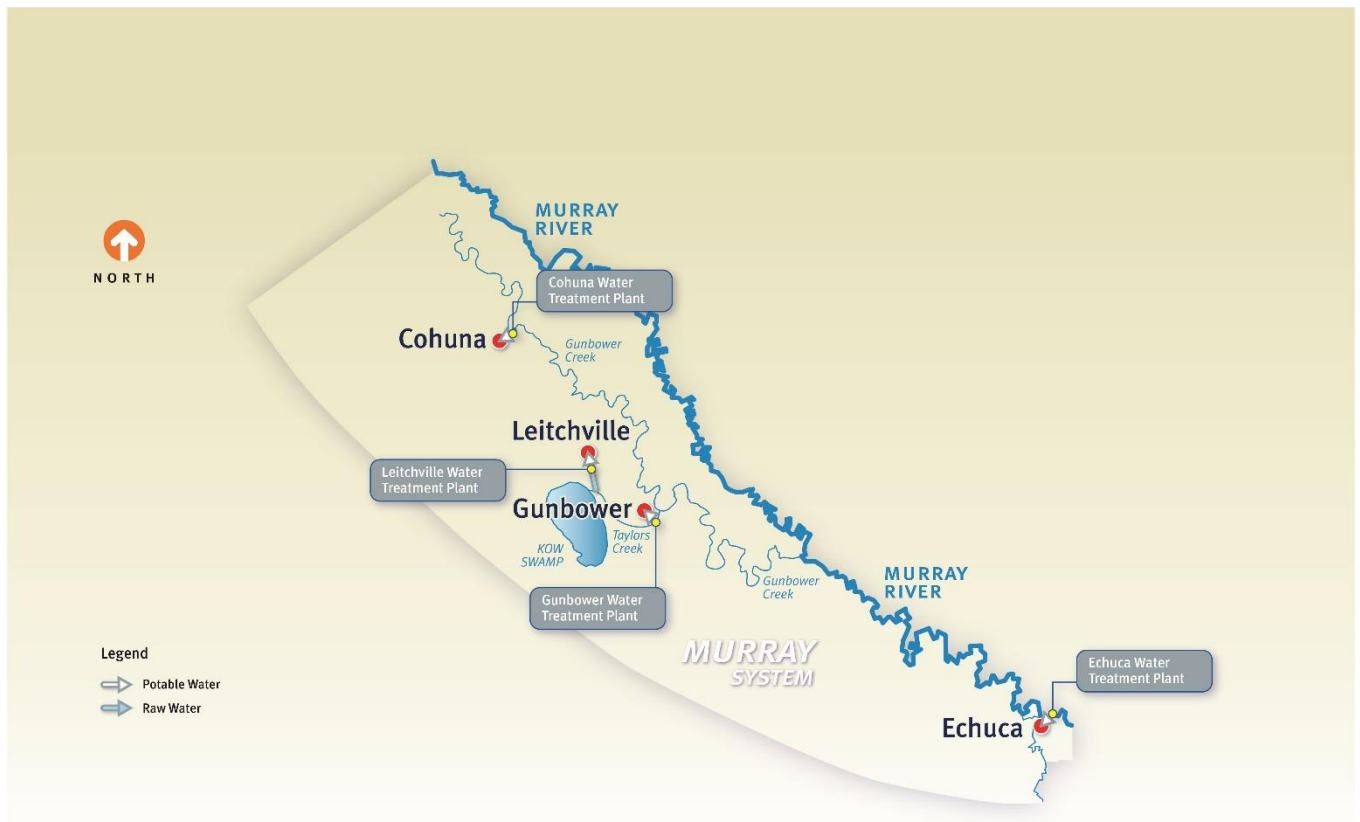 MURRAY
RIVER
NORTH
Cohuna Water
Treatment Plant
Cohuna
Gunbower
Creek
Leitchville
Leitchville Water
Treatment Plant
Gunbower
Taylors
Creek
KOW
SWAMP
MURRAY
RIVER
Gunbower
Creek
Gunbower Water
Treatment Plant
MURRAY
SYSTEM
Echuca Water
Treatment Plant
Echuca
Legend
Potable Water
Raw Water